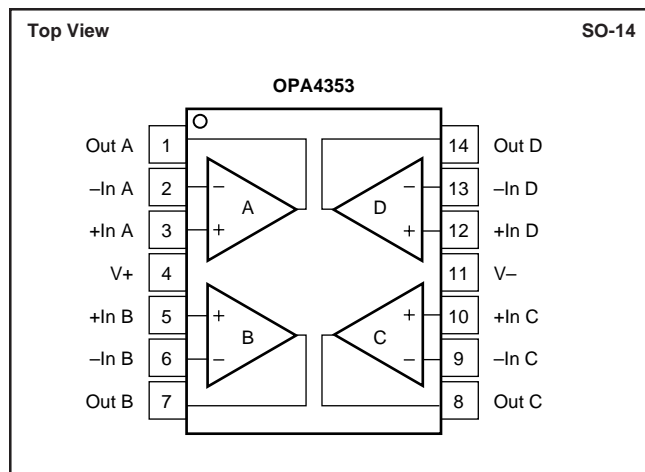 Top View SO-14
OPA4353
Out A 1 14 Out D
–In A 2 – – 13 –In D
A D
+In A 3 + + 12 +In D
V+ 4 11 V–
+In B 5 + + 10 +In C
B C
–In B 6 – – 9 –In C
Out B 7 8 Out C